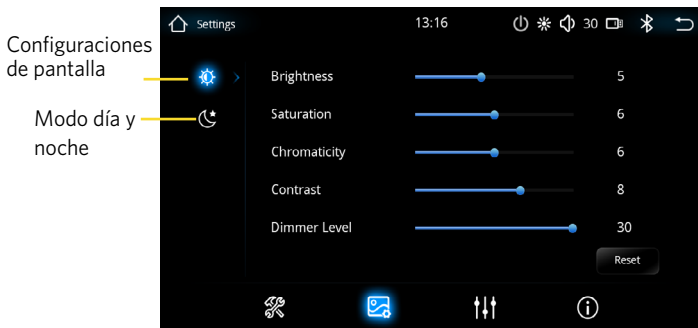 Settings
13:16
30
Configuraciones
de pantalla
Modo día y
noche
Brightness 5
Saturation 6
Chromaticity 6
Contrast 8
Dimmer Level 30
Reset